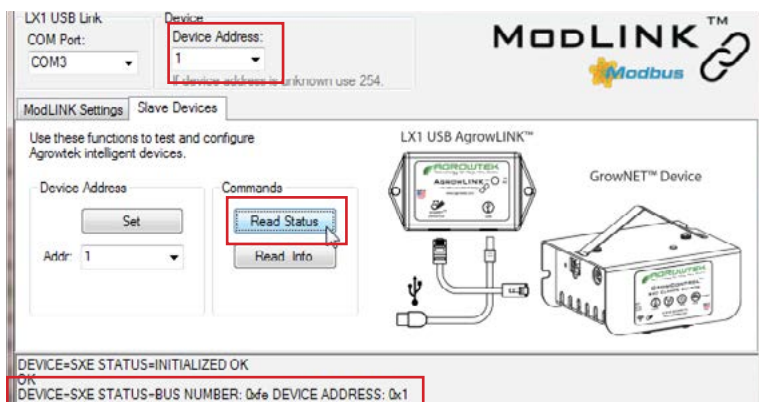 LX1 USB Link
Device
COM Port:
Device Address:
COM3
1
If device address is unknown use 254.
MODLINK™
Modbus
ModLINK Settings
Slave Devices
Use these functions to test and configure
Agrowtek intelligent devices.
LX1 USB AgrowLINK™
GrowNET™ Device
Device Address
Commands
Set
Read Status
Addr: 1
Read Info
AGROWTEK
AGROWLINK
AGROWTEK
GROWCONTROL
DEVICE=SXE STATUS=INITIALIZED OK
OK
DEVICE=SXE STATUS=BUS NUMBER: 0xfe DEVICE ADDRESS: 0x1